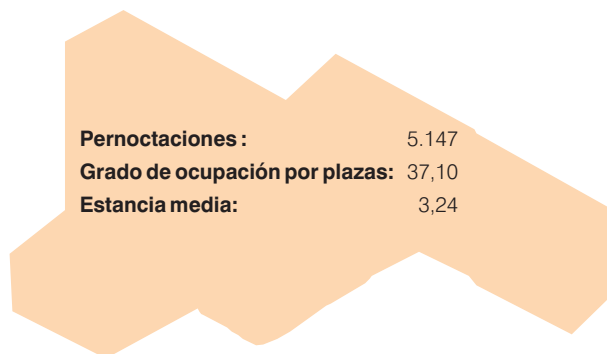 Pernoctaciones : 5.147
Grado de ocupación por plazas: 37,10
Estancia media: 3,24